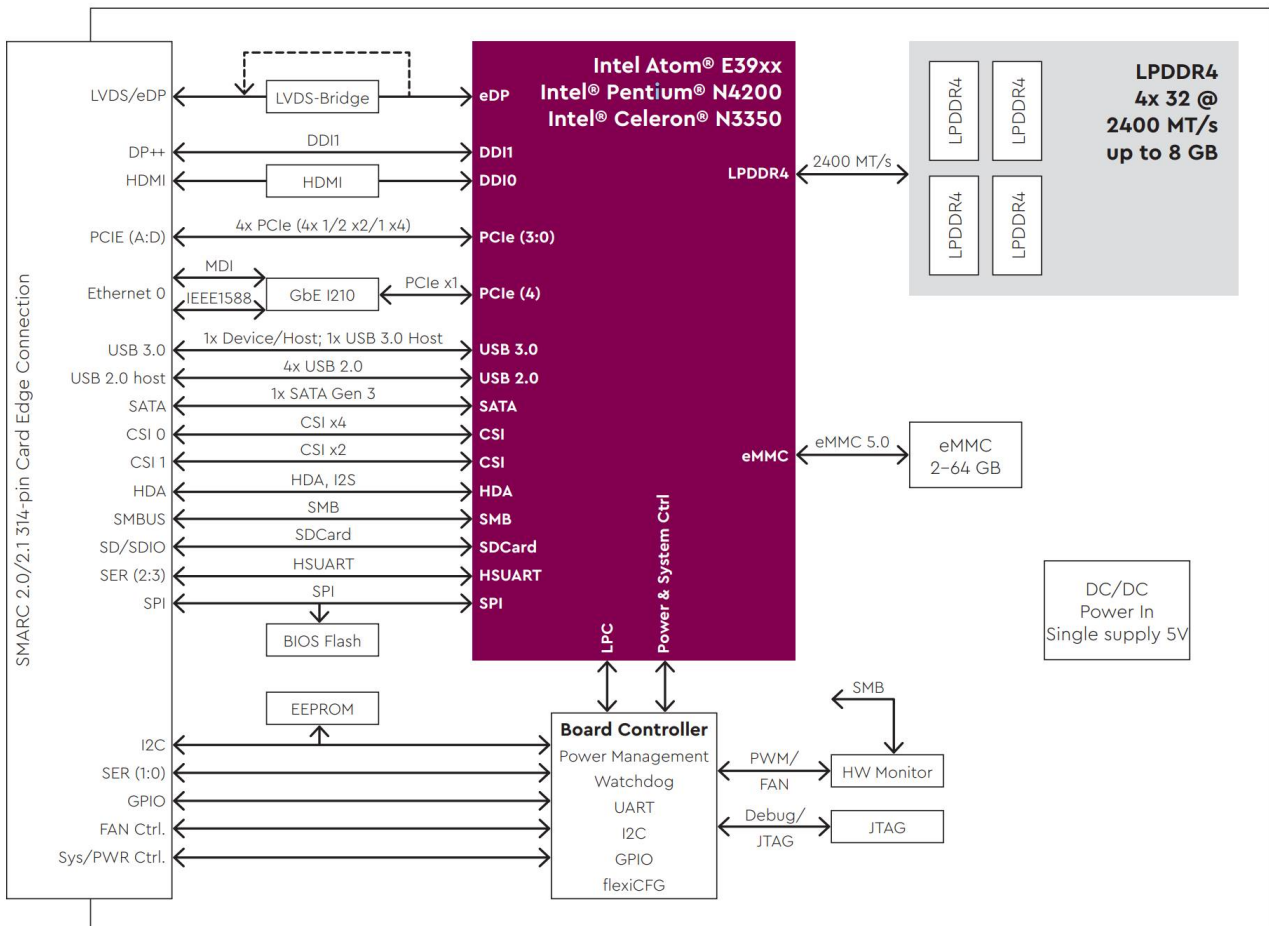 SMARC 2.0/2.1 314-pin Card Edge Connection
LVDS/eDP
LVDS-Bridge
eDP
DP++
DDI1
DDI1
HDMI
HDMI
DDI0
PCIE (A:D)
4x PCIe (4x 1/2 x2/1 x4)
PCIe (3:0)
MDI
Ethernet 0
IEEE1588
GbE I210
PCIe x1
PCIe (4)
USB 3.0
1x Device/Host; 1x USB 3.0 Host
USB 3.0
USB 2.0 host
4x USB 2.0
USB 2.0
SATA
1x SATA Gen 3
SATA
CSI 0
CSI x4
CSI
CSI 1
CSI x2
CSI
HDA
HDA, I2S
HDA
SMBUS
SMB
SMB
SD/SDIO
SDCard
SDCard
SER (2:3)
HSUART
HSUART
SPI
SPI
SPI
BIOS Flash
Intel Atom® E39xx
Intel® Pentium® N4200
Intel® Celeron® N3350
LPDDR4
2400 MT/s
LPDDR4
LPDDR4
LPDDR4
LPDDR4
LPDDR4
4x 32 @
2400 MT/s
up to 8 GB
eMMC
eMMC 5.0
eMMC
2–64 GB
LPC
Power & System Ctrl
DC/DC
Power In
Single supply 5V
EEPROM
I2C
SER (1:0)
GPIO
FAN Ctrl.
Sys/PWR Ctrl.
Board Controller
Power Management
Watchdog
UART
I2C
GPIO
flexiCFG
SMB
PWM/
FAN
HW Monitor
Debug/
JTAG
JTAG